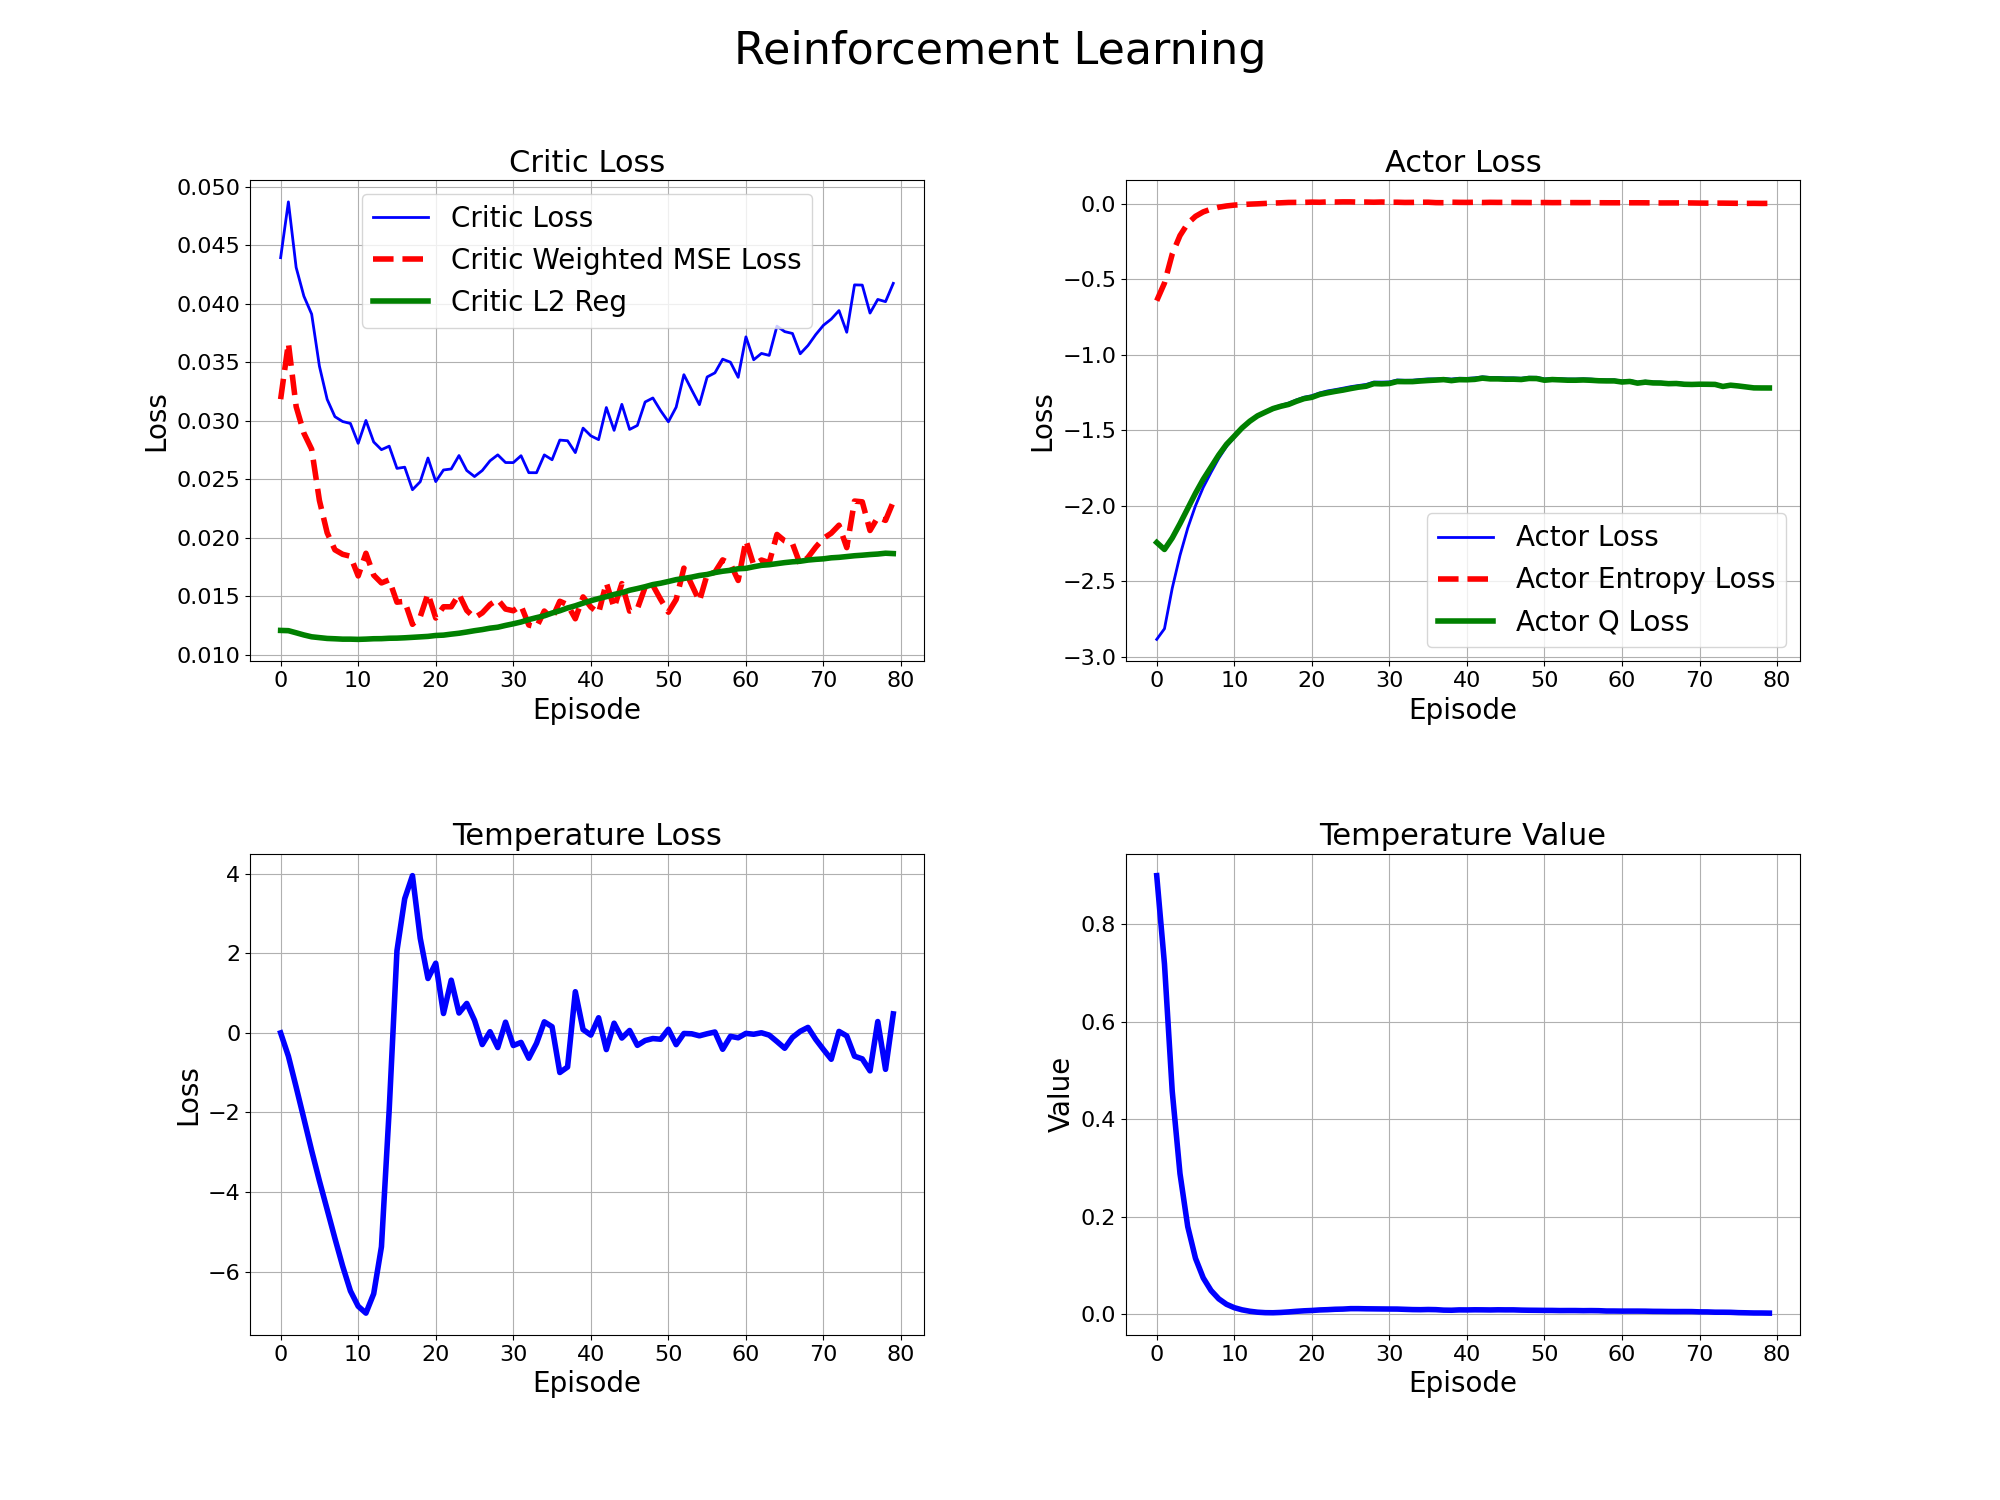 Reinforcement Learning
Critic Loss
0.050
0.045
0.040
0.035
0.030
0.025
0.020
0.015
0.010
Loss
Critic Loss
Critic Weighted MSE Loss
Critic L2 Reg
0 10 20 30 40 50 60 70 80
Episode
Actor Loss
0.0
−0.5
−1.0
−1.5
−2.0
−2.5
−3.0
Loss
Actor Loss
Actor Entropy Loss
Actor Q Loss
0 10 20 30 40 50 60 70 80
Episode
Temperature Loss
4
2
0
−2
−4
−6
Loss
0 10 20 30 40 50 60 70 80
Episode
Temperature Value
0.8
0.6
0.4
0.2
0.0
Value
0 10 20 30 40 50 60 70 80
Episode